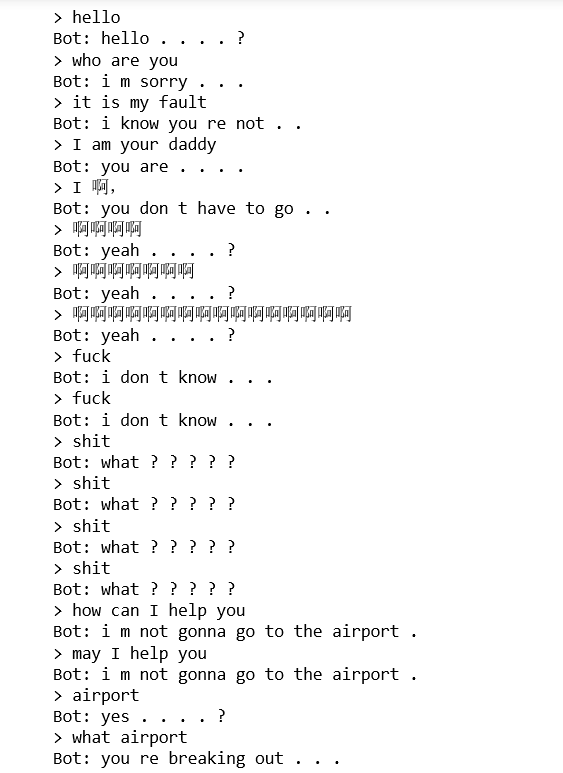 > hello
Bot: hello . . . . ?
> who are you
Bot: i m sorry . . .
> it is my fault
Bot: i know you re not . .
> I am your daddy
Bot: you are . . . .
> I 啊,
Bot: you don t have to go . .
> 啊啊啊啊
Bot: yeah . . . . ?
> 啊啊啊啊啊啊啊
Bot: yeah . . . . ?
> 啊啊啊啊啊啊啊啊啊啊啊啊啊啊啊啊
Bot: yeah . . . . ?
> fuck
Bot: i don t know . . .
> fuck
Bot: i don t know . . .
> shit
Bot: what ? ? ? ? ?
> shit
Bot: what ? ? ? ? ?
> shit
Bot: what ? ? ? ? ?
> shit
Bot: what ? ? ? ? ?
> how can I help you
Bot: i m not gonna go to the airport .
> may I help you
Bot: i m not gonna go to the airport .
> airport
Bot: yes . . . . ?
> what airport
Bot: you re breaking out . . .